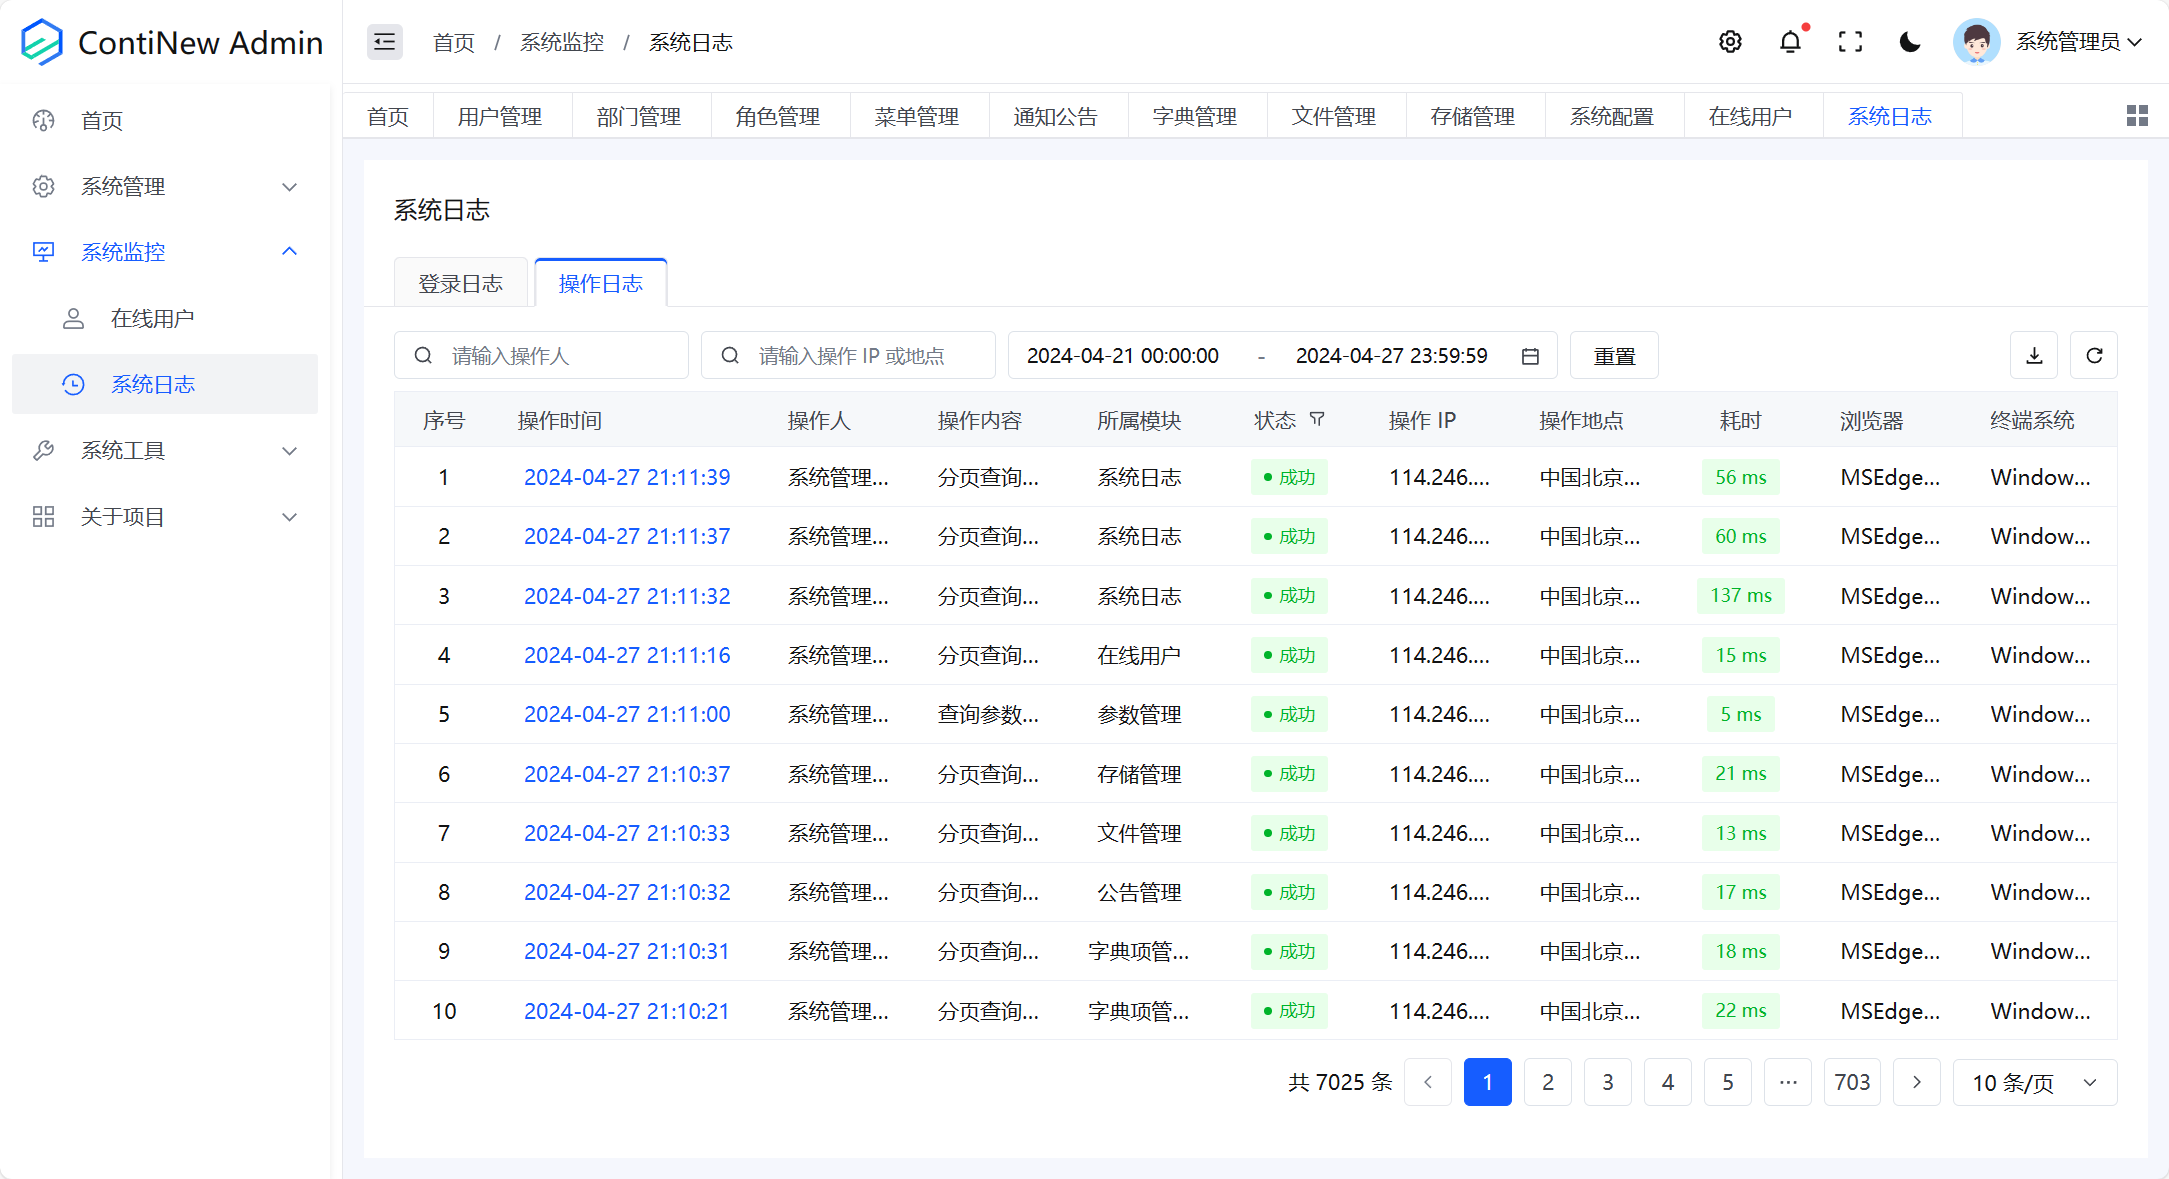 ContiNew Admin
首页 / 系统监控 / 系统日志
系统管理员
首页
系统管理
系统监控
在线用户
系统日志
系统工具
关于项目
首页 用户管理 部门管理 角色管理 菜单管理 通知公告 字典管理 文件管理 存储管理 系统配置 在线用户 系统日志
系统日志
登录日志 操作日志
请输入操作人 请输入操作 IP 或地点 2024-04-21 00:00:00 - 2024-04-27 23:59:59 重置
序号 操作时间 操作人 操作内容 所属模块 状态 操作 IP 操作地点 耗时 浏览器 终端系统
1 2024-04-27 21:11:39 系统管理... 分页查询... 系统日志 成功 114.246.... 中国北京... 56 ms MSEdge... Window...
2 2024-04-27 21:11:37 系统管理... 分页查询... 系统日志 成功 114.246.... 中国北京... 60 ms MSEdge... Window...
3 2024-04-27 21:11:32 系统管理... 分页查询... 系统日志 成功 114.246.... 中国北京... 137 ms MSEdge... Window...
4 2024-04-27 21:11:16 系统管理... 分页查询... 在线用户 成功 114.246.... 中国北京... 15 ms MSEdge... Window...
5 2024-04-27 21:11:00 系统管理... 查询参数... 参数管理 成功 114.246.... 中国北京... 5 ms MSEdge... Window...
6 2024-04-27 21:10:37 系统管理... 分页查询... 存储管理 成功 114.246.... 中国北京... 21 ms MSEdge... Window...
7 2024-04-27 21:10:33 系统管理... 分页查询... 文件管理 成功 114.246.... 中国北京... 13 ms MSEdge... Window...
8 2024-04-27 21:10:32 系统管理... 分页查询... 公告管理 成功 114.246.... 中国北京... 17 ms MSEdge... Window...
9 2024-04-27 21:10:31 系统管理... 分页查询... 字典项管... 成功 114.246.... 中国北京... 18 ms MSEdge... Window...
10 2024-04-27 21:10:21 系统管理... 分页查询... 字典项管... 成功 114.246.... 中国北京... 22 ms MSEdge... Window...
共 7025 条 1 2 3 4 5 ... 703 10 条/页